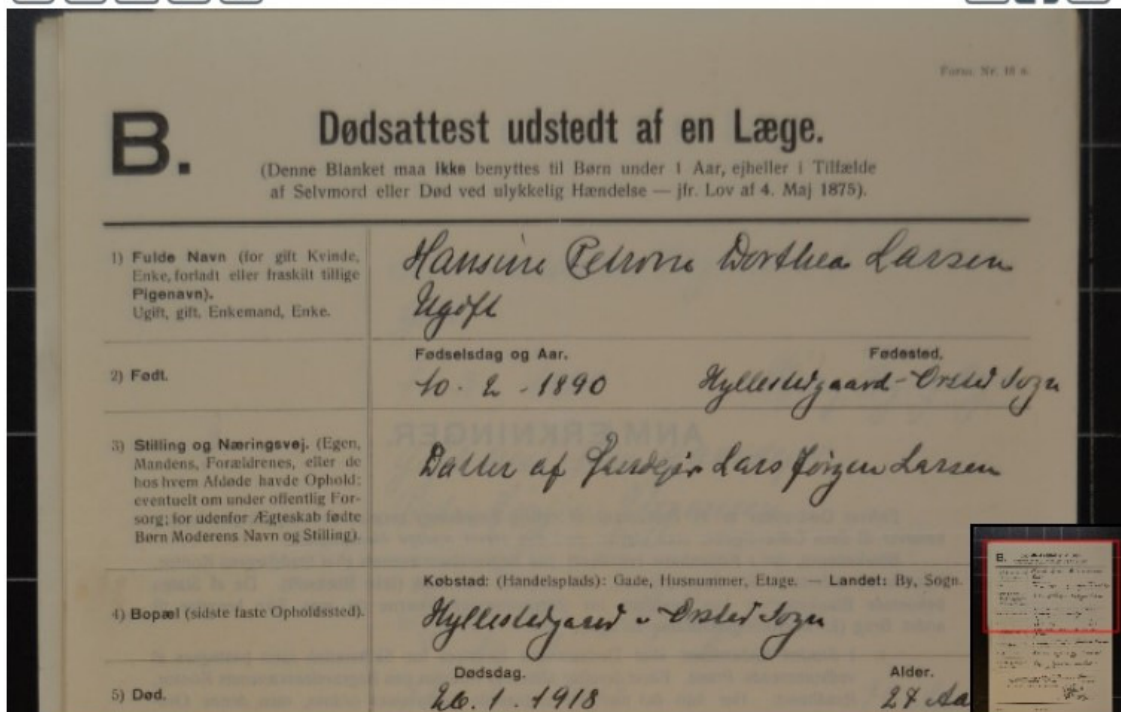 Form. Nr. 10 a.
B.
Dødsattest udstedt af en Læge.
(Denne Blanket maa ikke benyttes til Børn under 1 Aar, ejheller i Tilfælde
af Selvmord eller Død ved ulykkelig Hændelse — jfr. Lov af 4. Maj 1875).
1) Fulde Navn (for gift Kvinde,
Enke, forladt eller fraskilt tillige
Pigenavn).
Ugift, gift, Enkemand, Enke.
Hansine Petrone Dorthea Larsen
Ugift
2) Født.
Fødselsdag og Aar.
Fødested.
10 - 2 - 1890
Hyllestedgaard - Ørsted Sogn
3) Stilling og Næringsvej. (Egen,
Mandens, Forældrenes, eller de
hos hvem Afdøde havde Ophold;
eventuelt om under offentlig For-
sorg; for udenfor Ægteskab fødte
Børn Moderens Navn og Stilling).
Datter af Gaardejer Lars Jørgen Larsen
ANMÆRKNINGER.
4) Bopæl (sidste faste Opholdssted).
Købstad: (Handelsplads): Gade, Husnummer, Etage. — Landet: By, Sogn.
Hyllestedgaard - Ørsted Sogn
5) Død.
Dødsdag.
Alder.
26. 1 - 1918
27 Aa